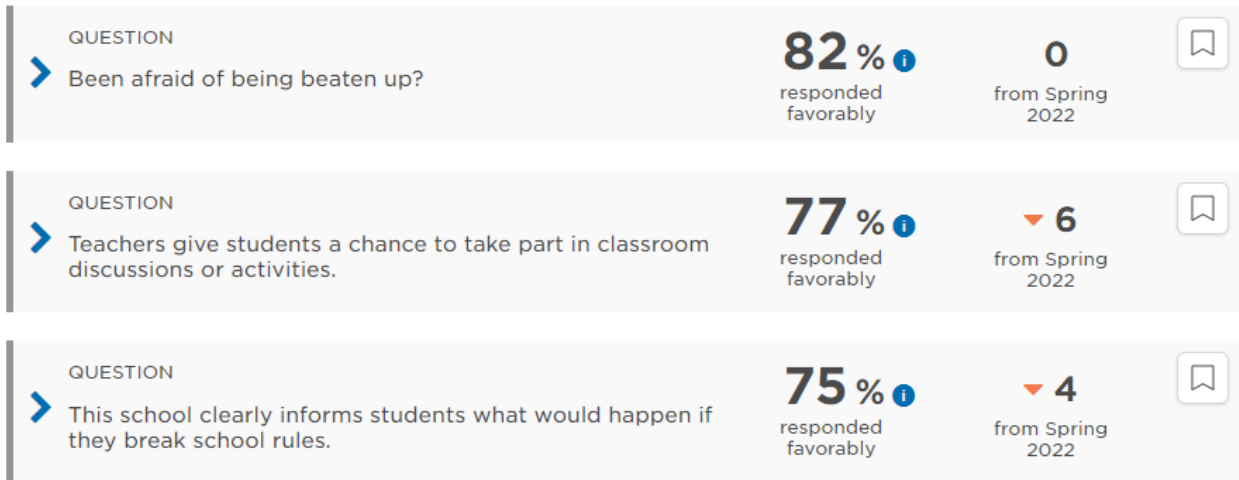 QUESTION
Been afraid of being beaten up?
82 %
responded
favorably
0
from Spring
2022
QUESTION
Teachers give students a chance to take part in classroom
discussions or activities.
77 %
responded
favorably
6
from Spring
2022
QUESTION
This school clearly informs students what would happen if
they break school rules.
75 %
responded
favorably
4
from Spring
2022